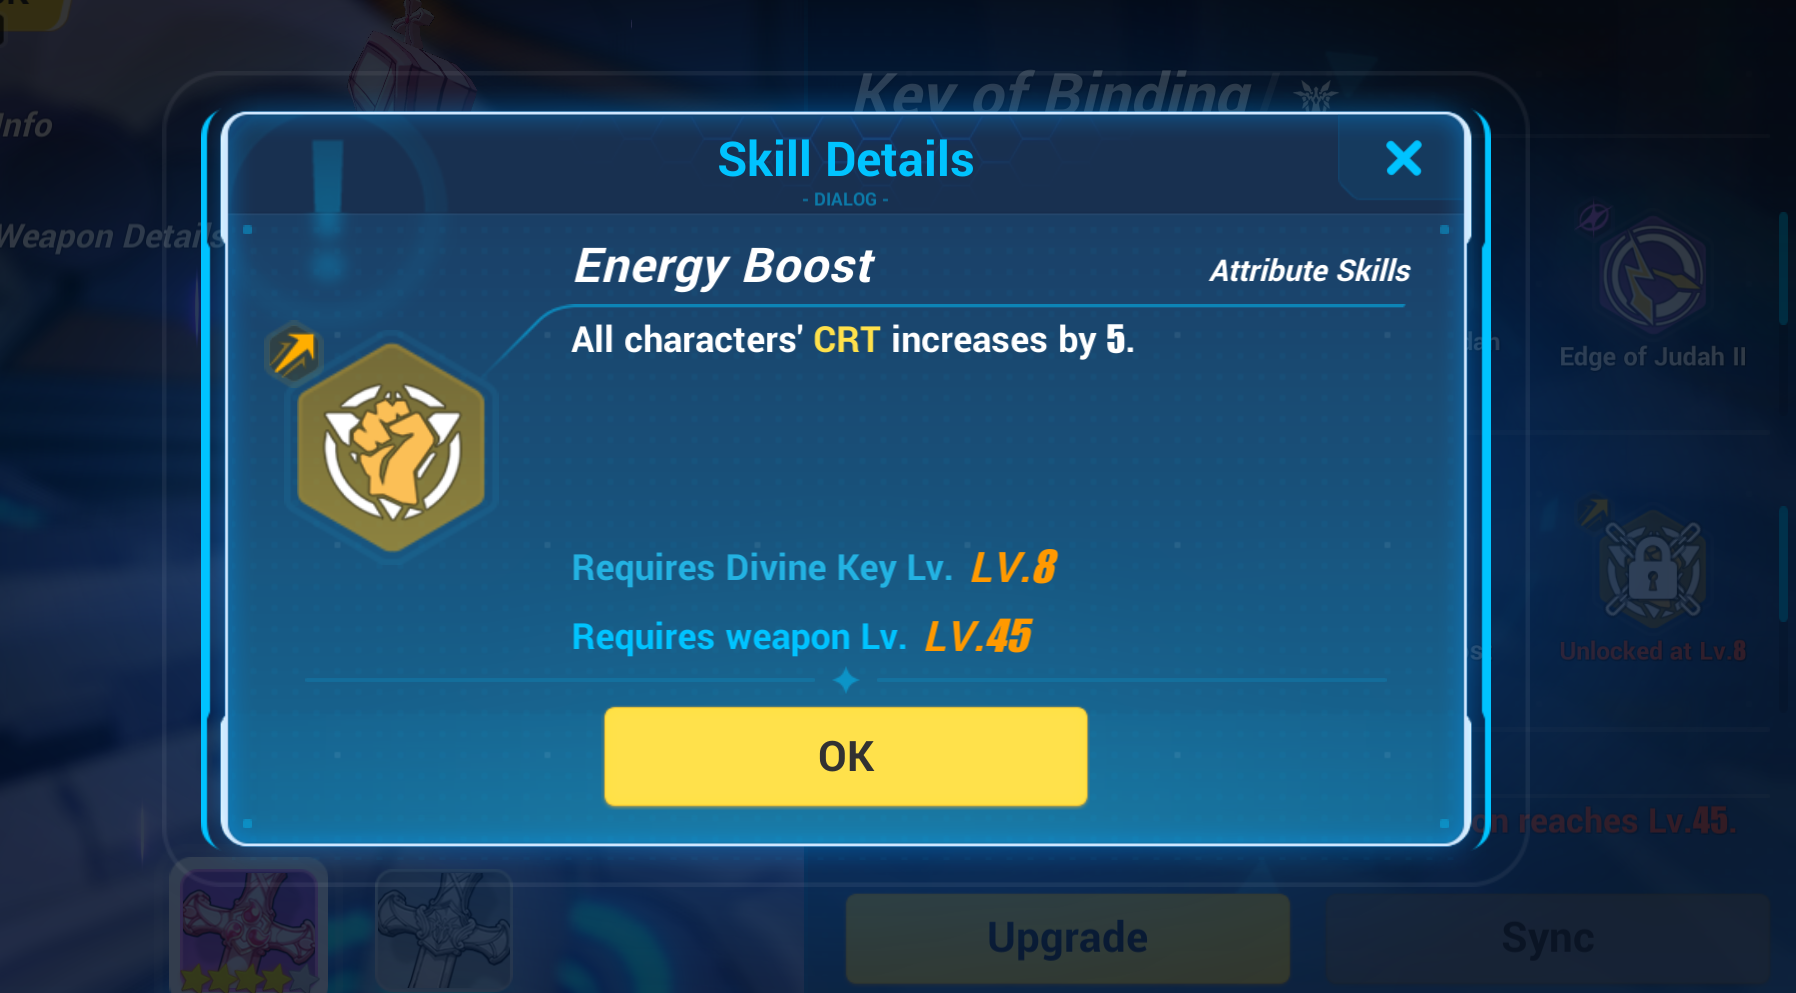 Key of Binding
Info
Skill Details
- DIALOG -
Weapon Details
Energy Boost
Attribute Skills
All characters' CRT increases by 5.
Edge of Judah II
Requires Divine Key Lv. LV.8
Requires weapon Lv. LV.45
Unlocked at Lv.8
OK
reaches Lv.45.
Upgrade
Sync